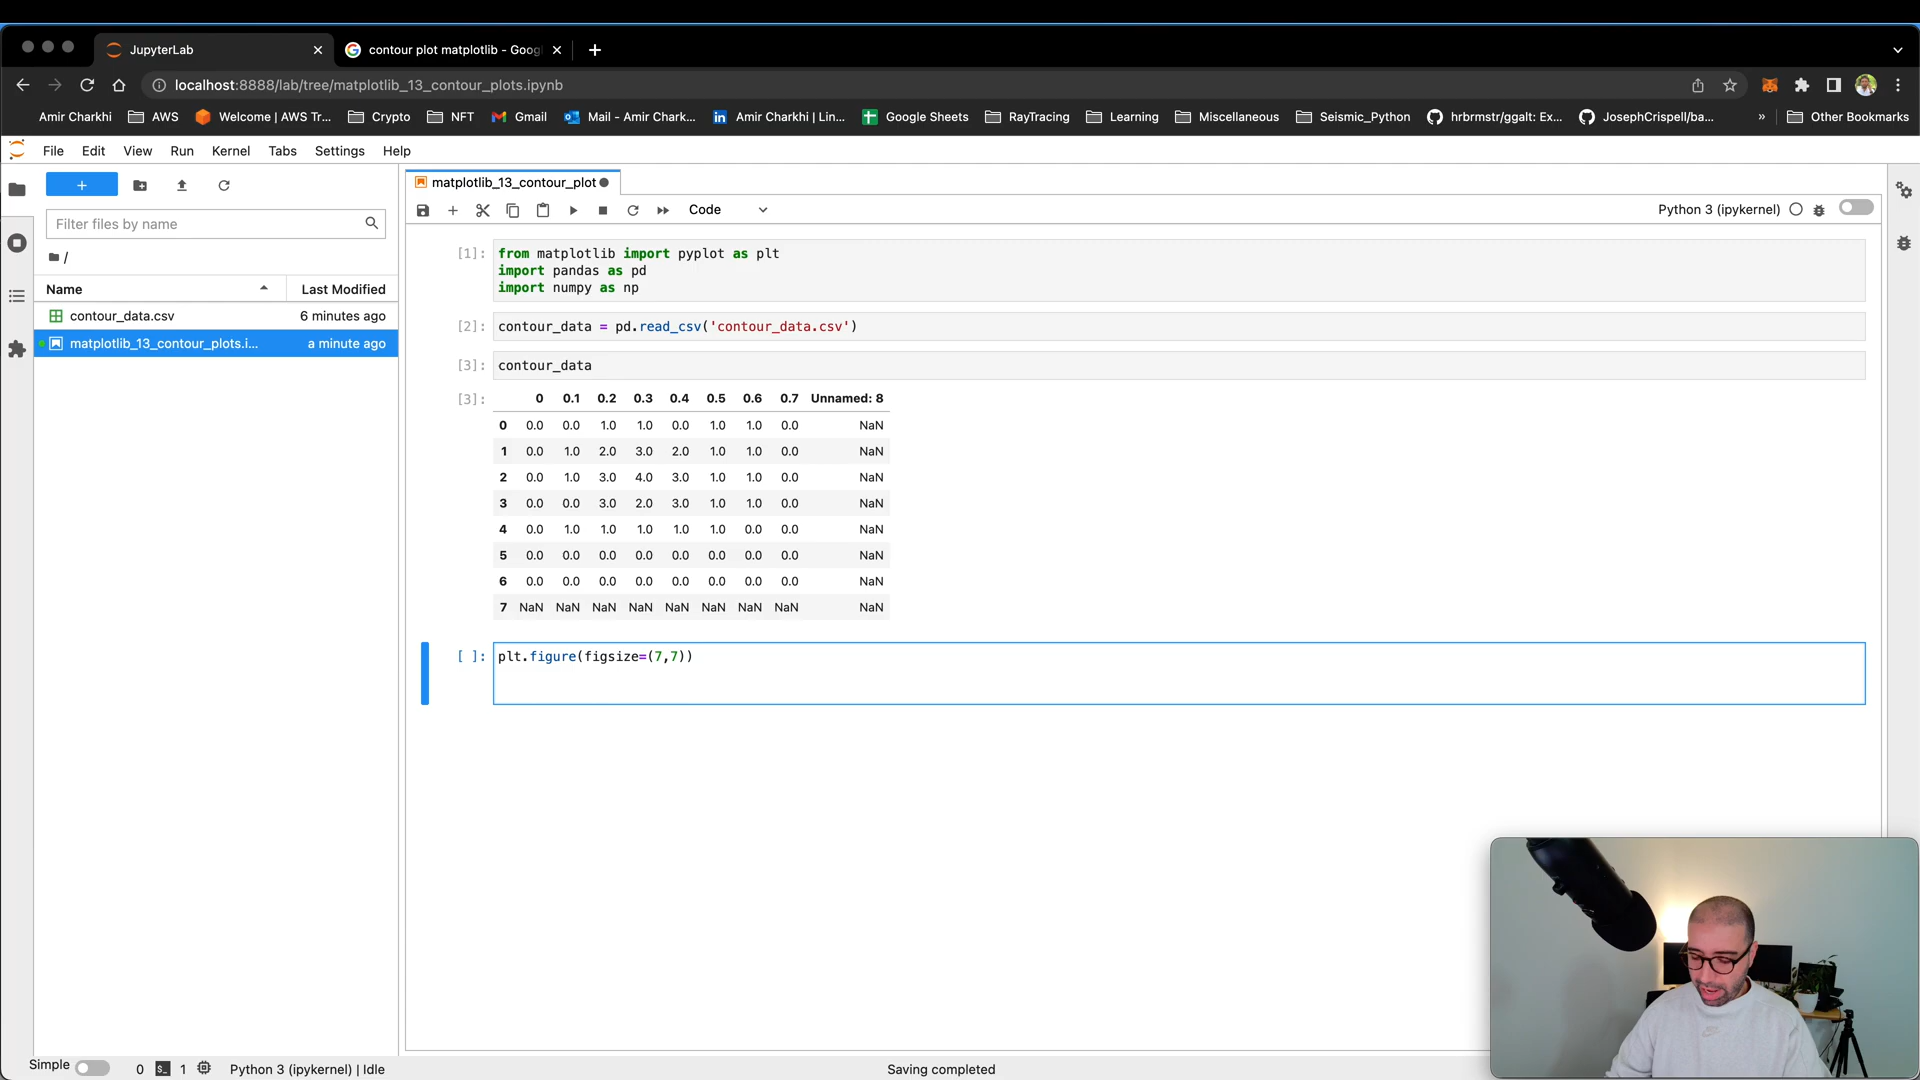 JupyterLab
contour plot matplotlib - Goog
localhost:8888/lab/tree/matplotlib_13_contour_plots.ipynb
Amir Charkhi AWS Welcome | AWS Tr... Crypto NFT Gmail Mail - Amir Chark... Amir Charkhi | Lin... Google Sheets RayTracing Learning Miscellaneous Seismic_Python hrbrmstr/ggalt: Ex... JosephCrispell/ba... » Other Bookmarks
File Edit View Run Kernel Tabs Settings Help
matplotlib_13_contour_plot
Filter files by name
/
Name Last Modified
contour_data.csv 6 minutes ago
matplotlib_13_contour_plots.i... a minute ago
Code
Python 3 (ipykernel)
[1]: from matplotlib import pyplot as plt
import pandas as pd
import numpy as np
[2]: contour_data = pd.read_csv('contour_data.csv')
[3]: contour_data
[3]: 0 0.1 0.2 0.3 0.4 0.5 0.6 0.7 Unnamed: 8
0 0.0 0.0 1.0 1.0 0.0 1.0 1.0 0.0 NaN
1 0.0 1.0 2.0 3.0 2.0 1.0 1.0 0.0 NaN
2 0.0 1.0 3.0 4.0 3.0 1.0 1.0 0.0 NaN
3 0.0 0.0 3.0 2.0 3.0 1.0 1.0 0.0 NaN
4 0.0 1.0 1.0 1.0 1.0 1.0 0.0 0.0 NaN
5 0.0 0.0 0.0 0.0 0.0 0.0 0.0 0.0 NaN
6 0.0 0.0 0.0 0.0 0.0 0.0 0.0 0.0 NaN
7 NaN NaN NaN NaN NaN NaN NaN NaN NaN
[ ]: plt.figure(figsize=(7,7))
Simple 0 1 Python 3 (ipykernel) | Idle Saving completed